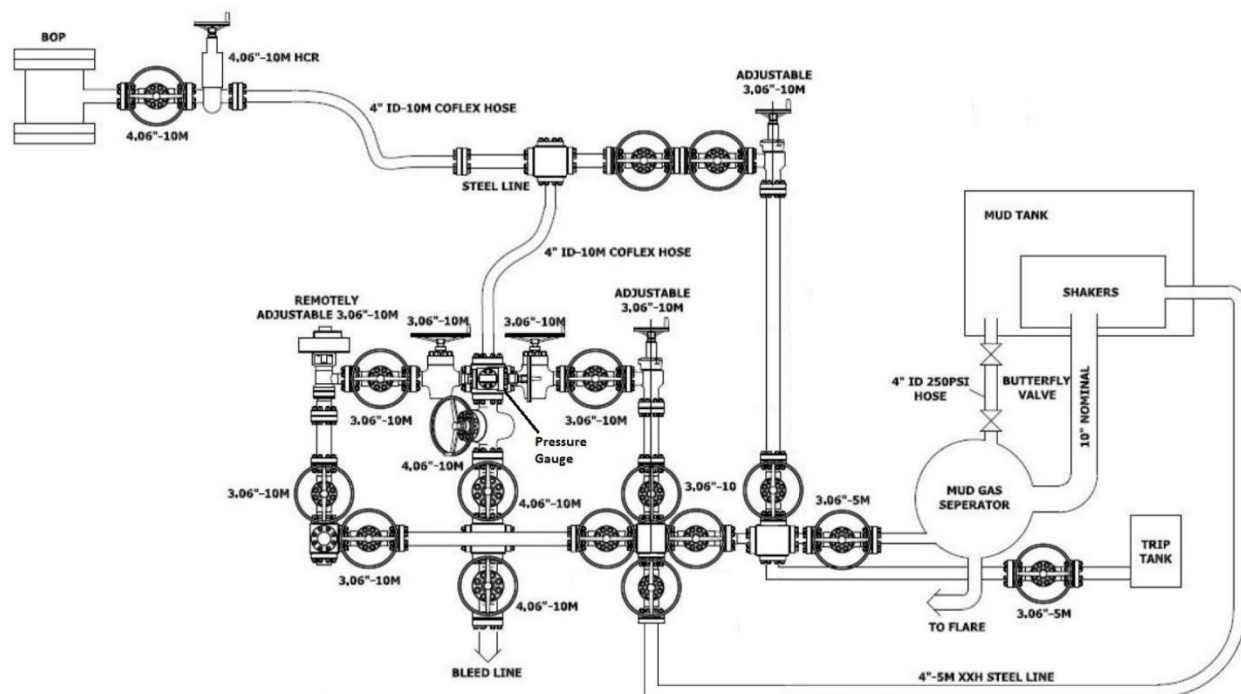 BOP
4.06"-10M HCR
4.06"-10M
4" ID-10M COFLEX HOSE
STEEL LINE
ADJUSTABLE
3.06"-10M
4" ID-10M COFLEX HOSE
MUD TANK
SHAKERS
REMOTELY
ADJUSTABLE 3.06"-10M
3.06"-10M
3.06"-10M
ADJUSTABLE
3.06"-10M
4" ID 250PSI
HOSE
BUTTERFLY
VALVE
10" NOMINAL
3.06"-10M
3.06"-10M
Pressure
Gauge
4.06"-10M
3.06"-10M
4.06"-10M
3.06"-10
3.06"-5M
MUD GAS
SEPERATOR
TRIP
TANK
3.06"-10M
4.06"-10M
3.06"-5M
TO FLARE
BLEED LINE
4"-5M XXH STEEL LINE